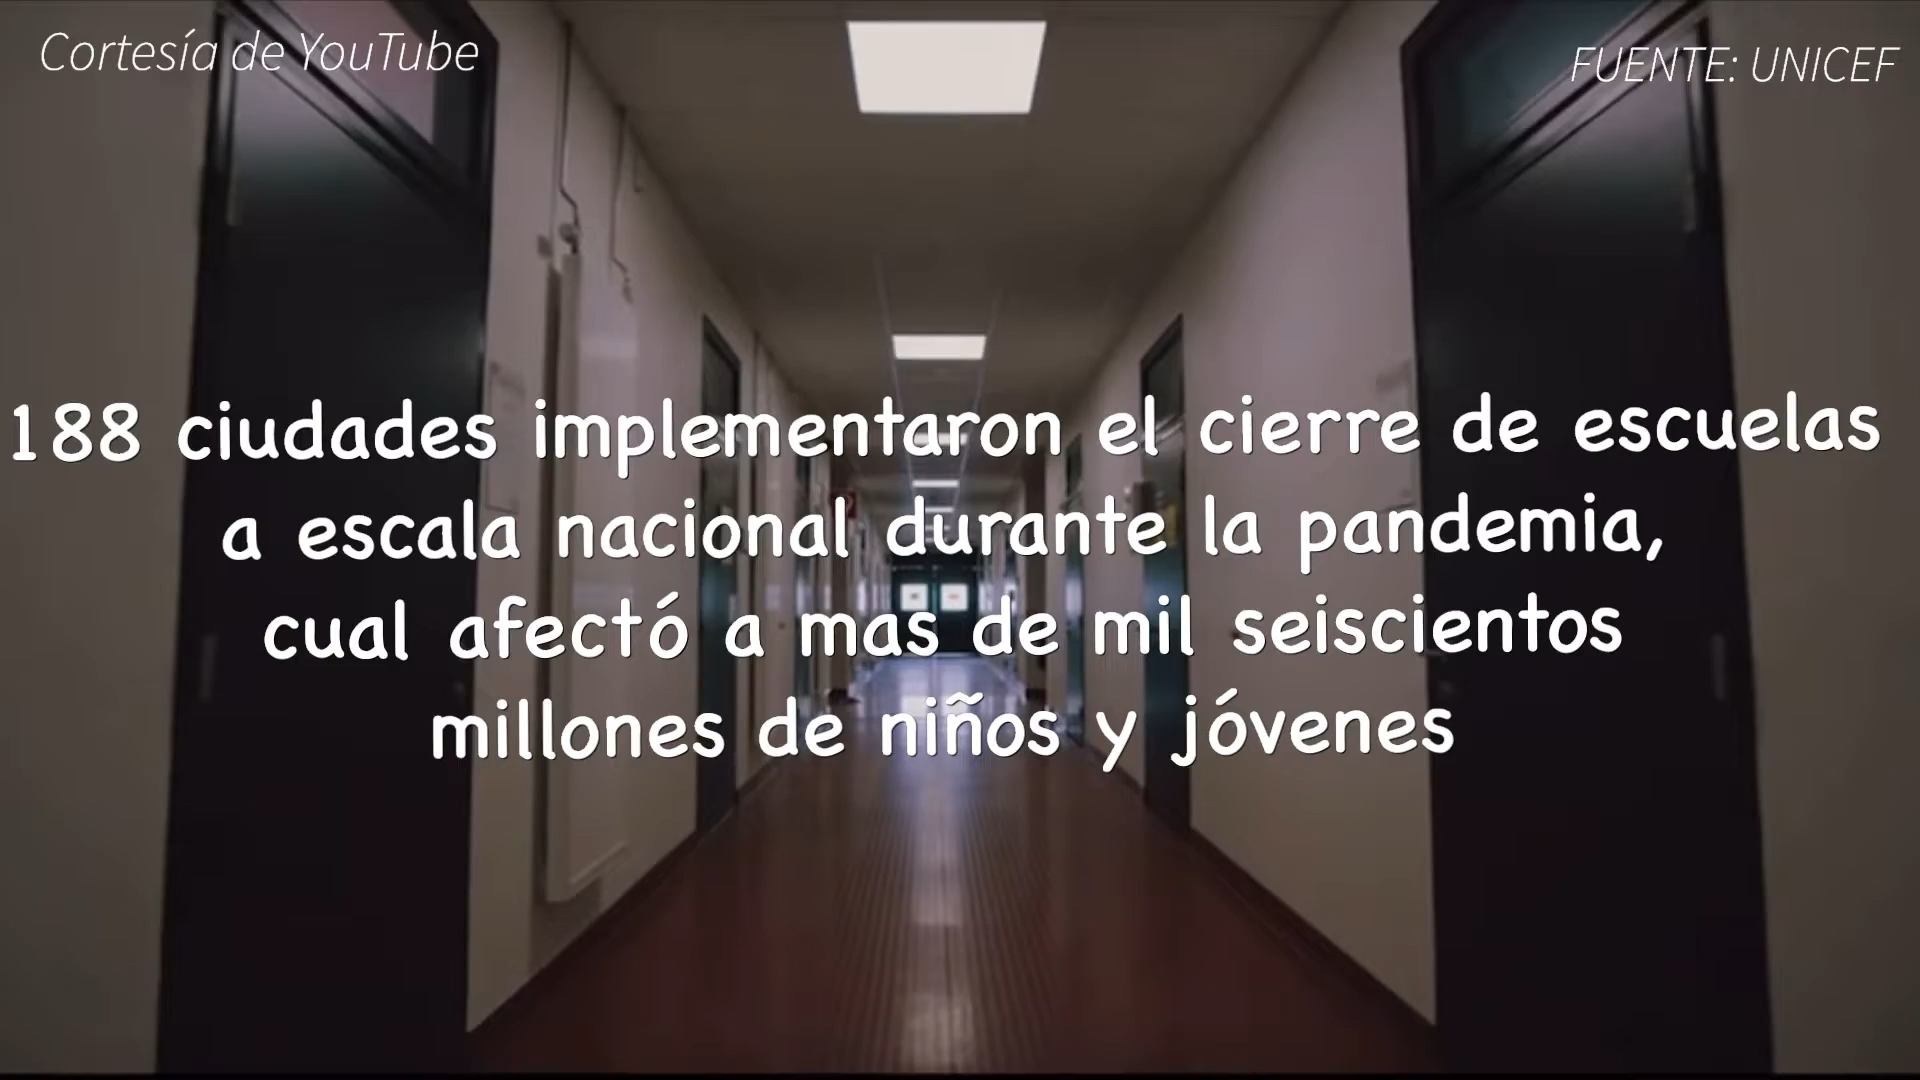 Cortesía de YouTube
FUENTE: UNICEF
188 ciudades implementaron el cierre de escuelas
a escala nacional durante la pandemia,
cual afectó a mas de mil seiscientos
millones de niños y jóvenes